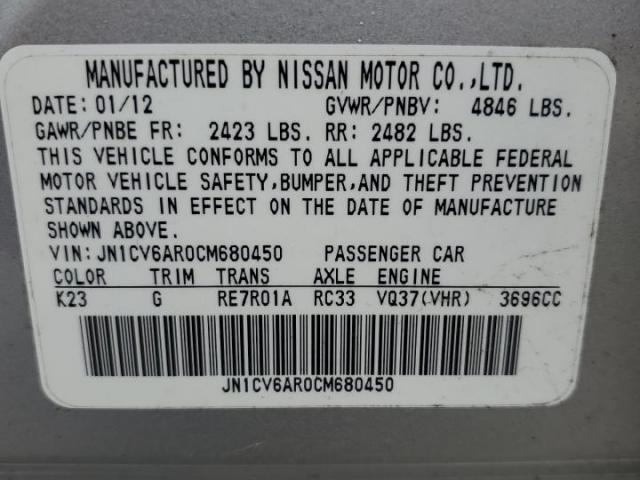 MANUFACTURED BY NISSAN MOTOR CO.,LTD.
DATE: 01/12 GVWR/PNBV: 4846 LBS.
GAWR/PNBE FR: 2423 LBS. RR: 2482 LBS.
THIS VEHICLE CONFORMS TO ALL APPLICABLE FEDERAL
MOTOR VEHICLE SAFETY,BUMPER,AND THEFT PREVENTION
STANDARDS IN EFFECT ON THE DATE OF MANUFACTURE
SHOWN ABOVE.
VIN:JN1CV6AR0CM680450 PASSENGER CAR
COLOR TRIM TRANS AXLE ENGINE
K23 G RE7R01A RC33 VQ37(VHR) 3696CC
JN1CV6AR0CM680450